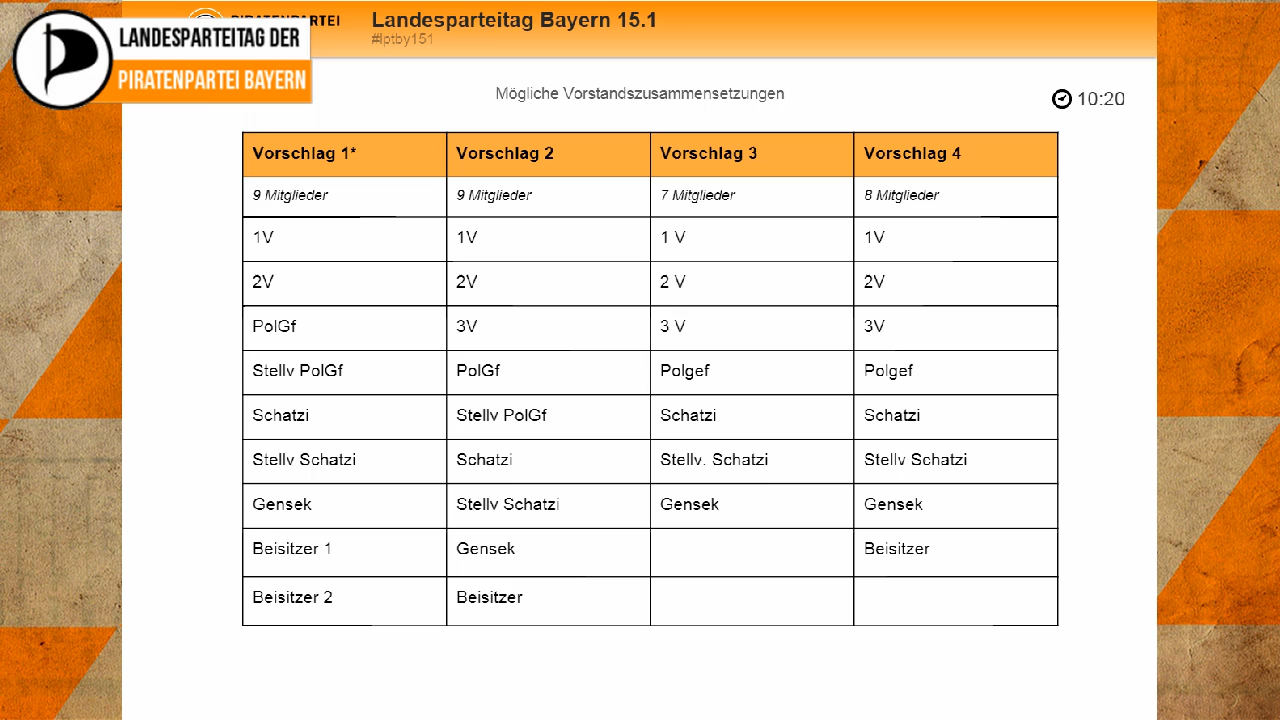 PIRATENPARTEI
Landesparteitag Bayern 15.1
#lptby151
LANDESPARTEITAG DER
PIRATENPARTEI BAYERN
Mögliche Vorstandszusammensetzungen
10:20
Vorschlag 1* Vorschlag 2 Vorschlag 3 Vorschlag 4
9 Mitglieder 9 Mitglieder 7 Mitglieder 8 Mitglieder
1V 1V 1 V 1V
2V 2V 2 V 2V
PolGf 3V 3 V 3V
Stellv PolGf PolGf Polgef Polgef
Schatzi Stellv PolGf Schatzi Schatzi
Stellv Schatzi Schatzi Stellv. Schatzi Stellv Schatzi
Gensek Stellv Schatzi Gensek Gensek
Beisitzer 1 Gensek Beisitzer
Beisitzer 2 Beisitzer